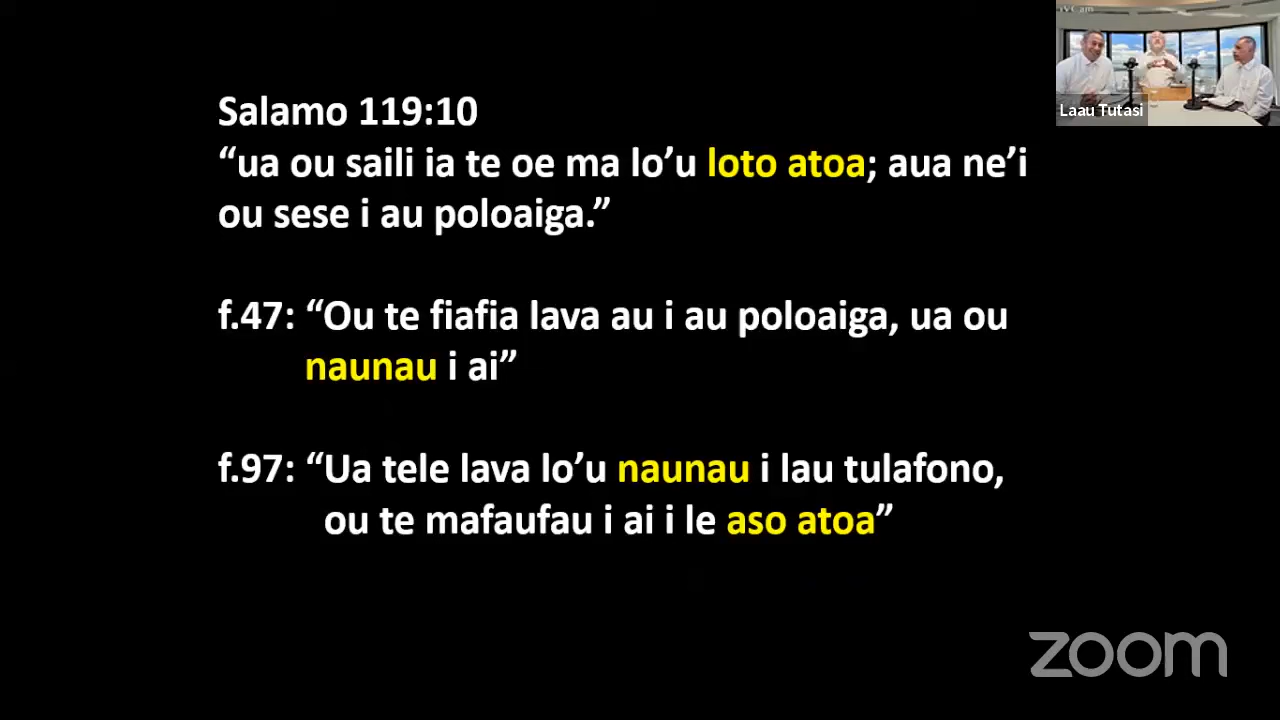 Salamo 119:10
“ua ou saili ia te oe ma lo’u loto atoa; aua ne’i
ou sese i au poloaiga.”
f.47: “Ou te fiafia lava au i au poloaiga, ua ou
naunau i ai”
f.97: “Ua tele lava lo’u naunau i lau tulafono,
ou te mafaufau i ai i le aso atoa”
Laau Tutasi
zoom